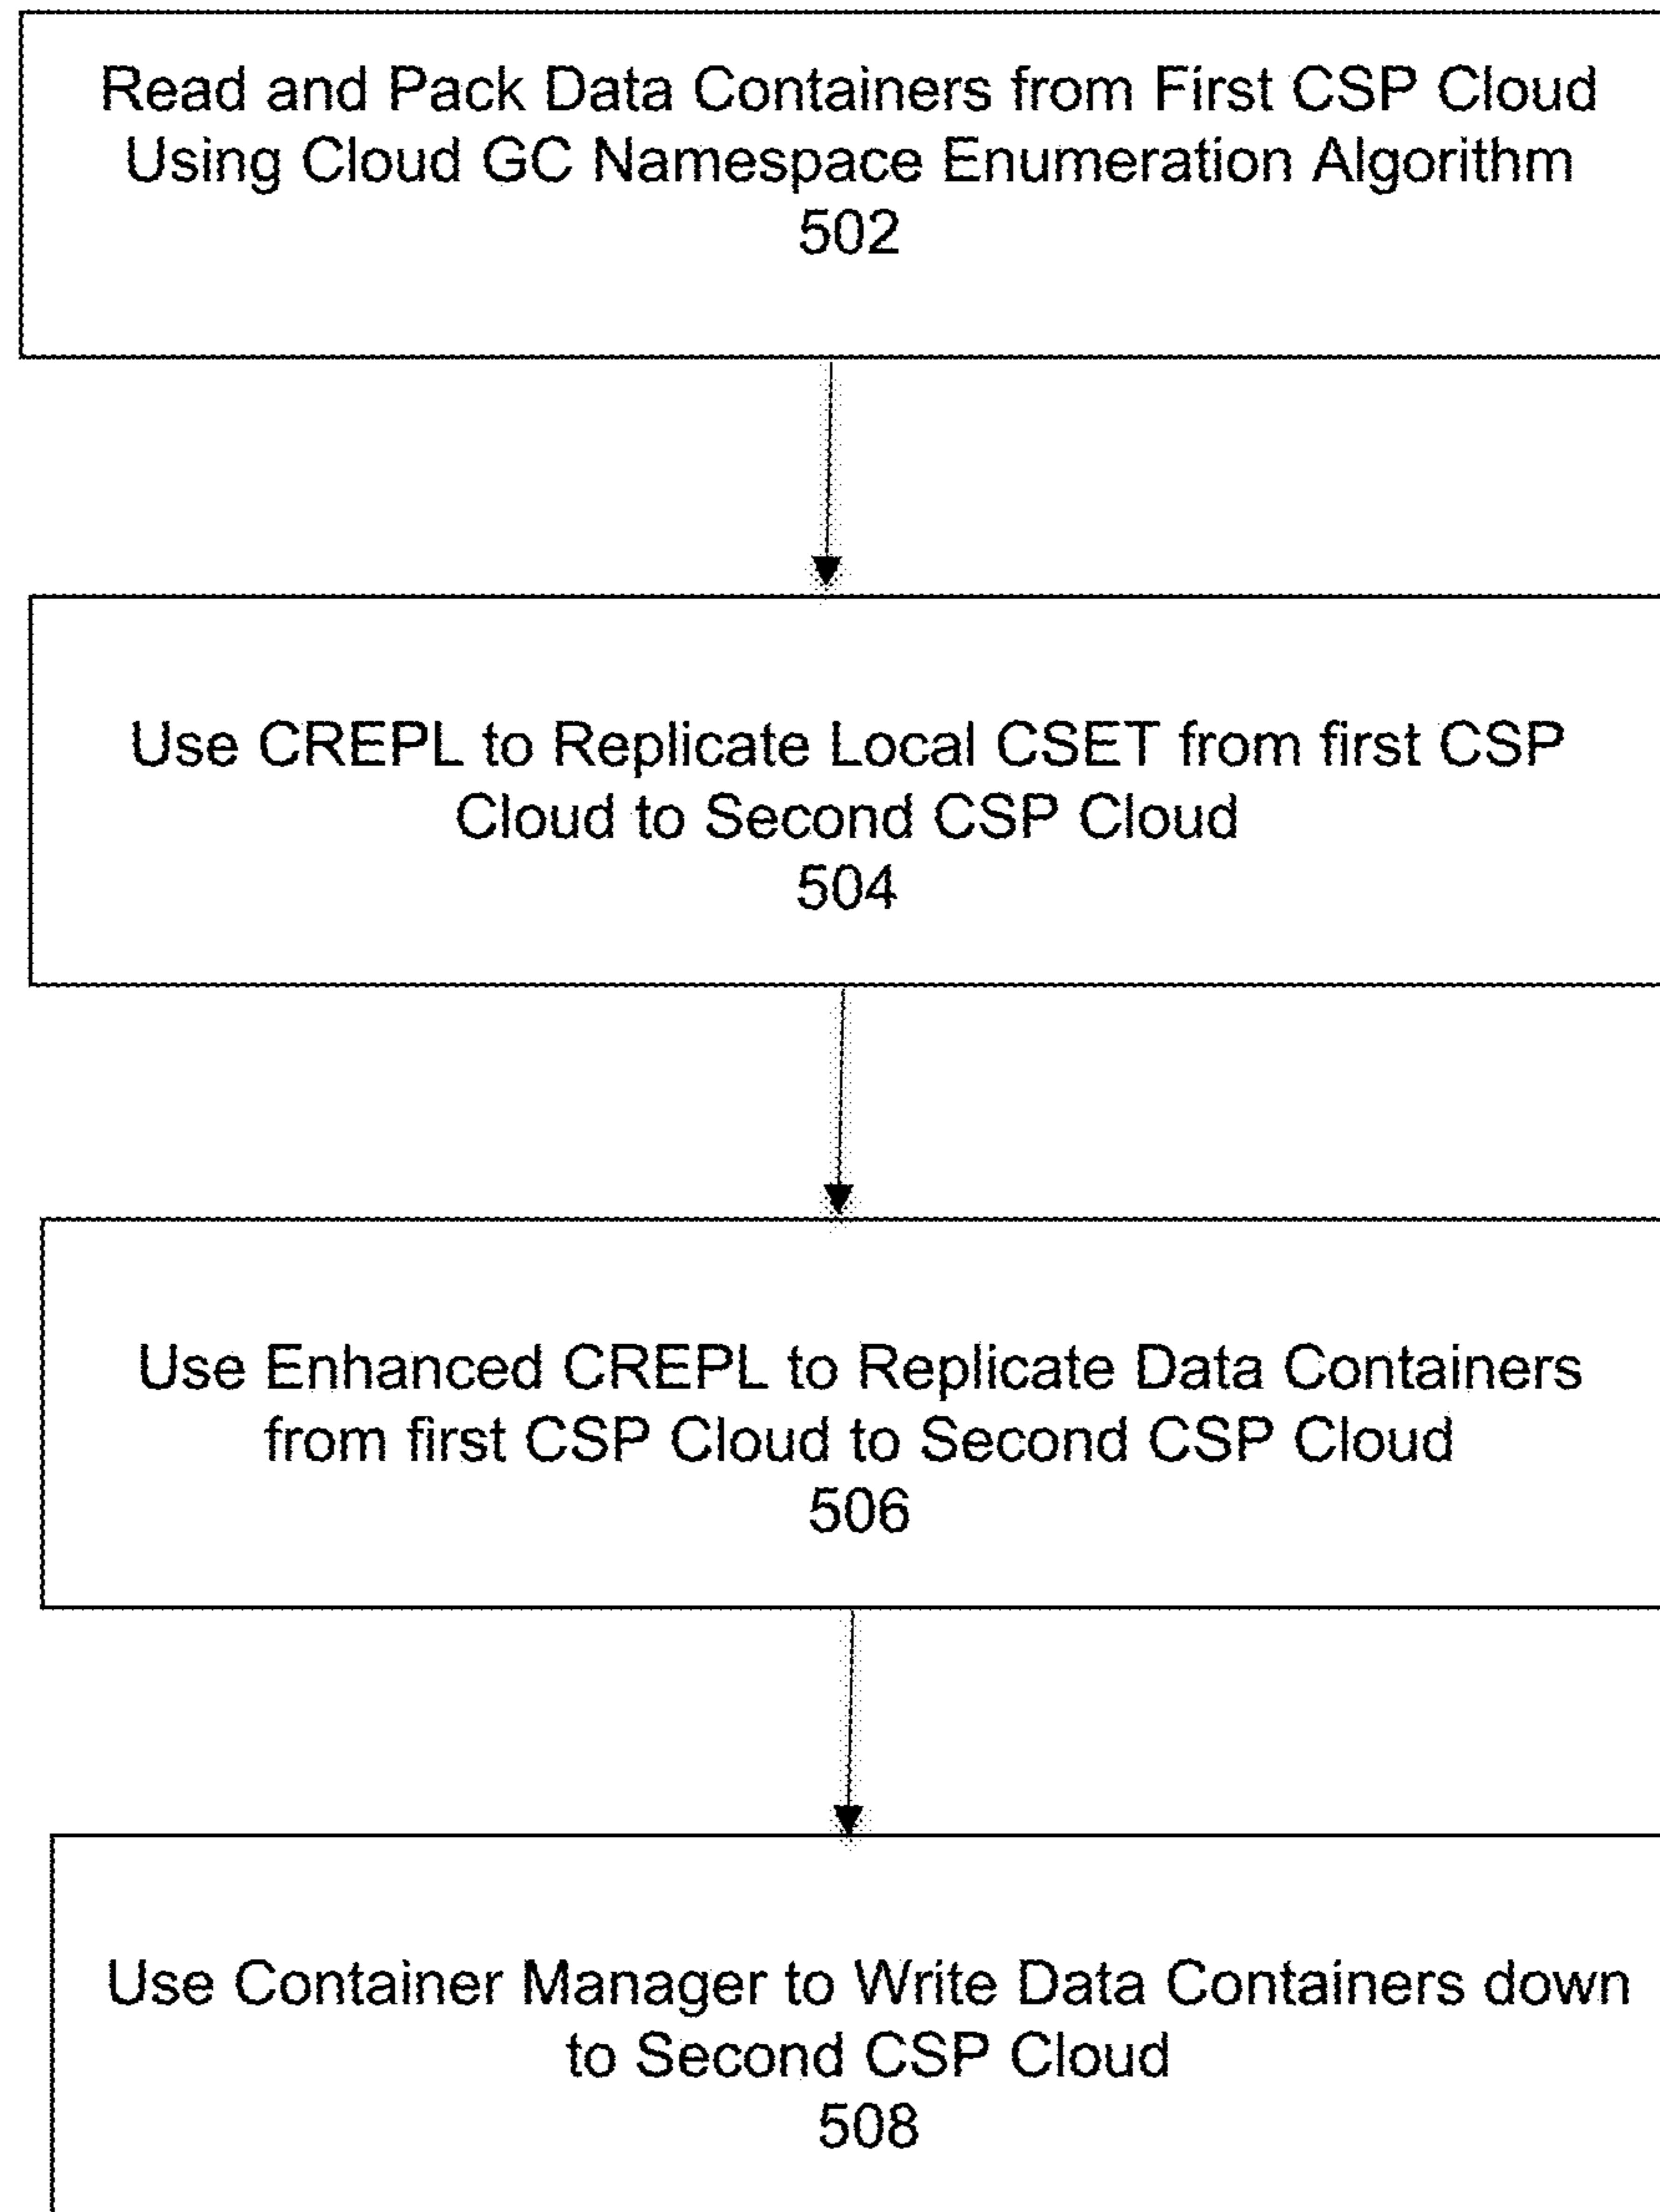 Read and Pack Data Containers from First CSP Cloud
Using Cloud GC Namespace Enumeration Algorithm
502
Use CREPL to Replicate Local CSET from first CSP
Cloud to Second CSP Cloud
504
Use Enhanced CREPL to Replicate Data Containers
from first CSP Cloud to Second CSP Cloud
506
Use Container Manager to Write Data Containers down
to Second CSP Cloud
508